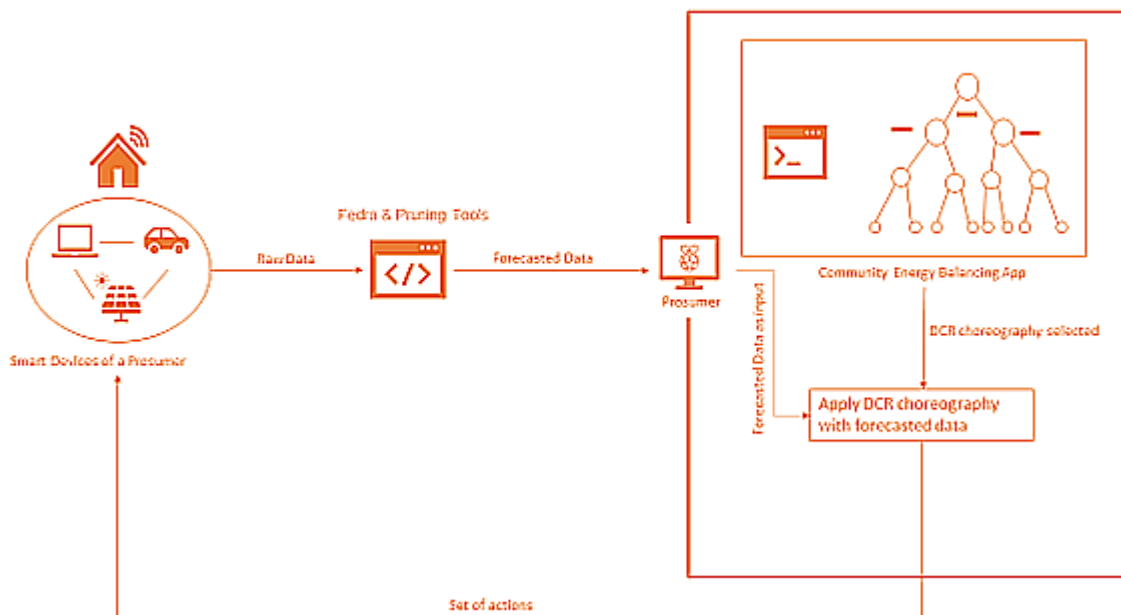 & Pruning Tools
Raw Data
</>
Forecasted Data
Smart Devices of a Prosumer
Prosumer
>_
Community Energy Balancing App
Forecasted Data as input
DCR choreography selected
Apply DCR choreography
with forecasted data
Set of actions